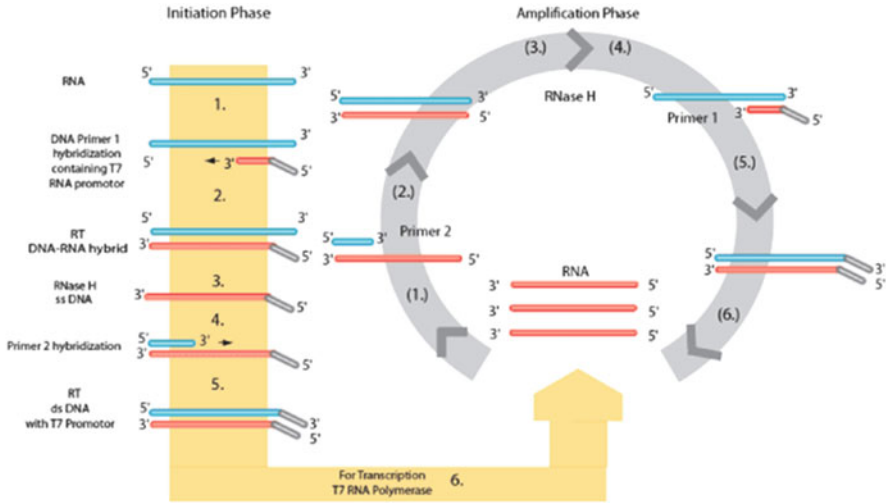 Initiation Phase
Amplification Phase
RNA
5'
3'
1.
DNA Primer 1
hybridization
containing T7
RNA promotor
3'
5'
3'
5'
2.
RT
DNA-RNA hybrid
5'
3'
3'
5'
RNase H
ss DNA
3.
3'
5'
4.
Primer 2 hybridization
5'
3'
3'
5'
5.
RT
ds DNA
with T7 Promotor
5'
3'
3'
5'
For Transcription
T7 RNA Polymerase
6.
(3.)
(4.)
RNase H
5'
3'
3'
5'
5'
3'
Primer 1
3'
5'
(2.)
(5.)
Primer 2
5'
3'
3'
5'
5'
3'
3'
5'
RNA
3'
5'
3'
5'
3'
5'
(1.)
(6.)